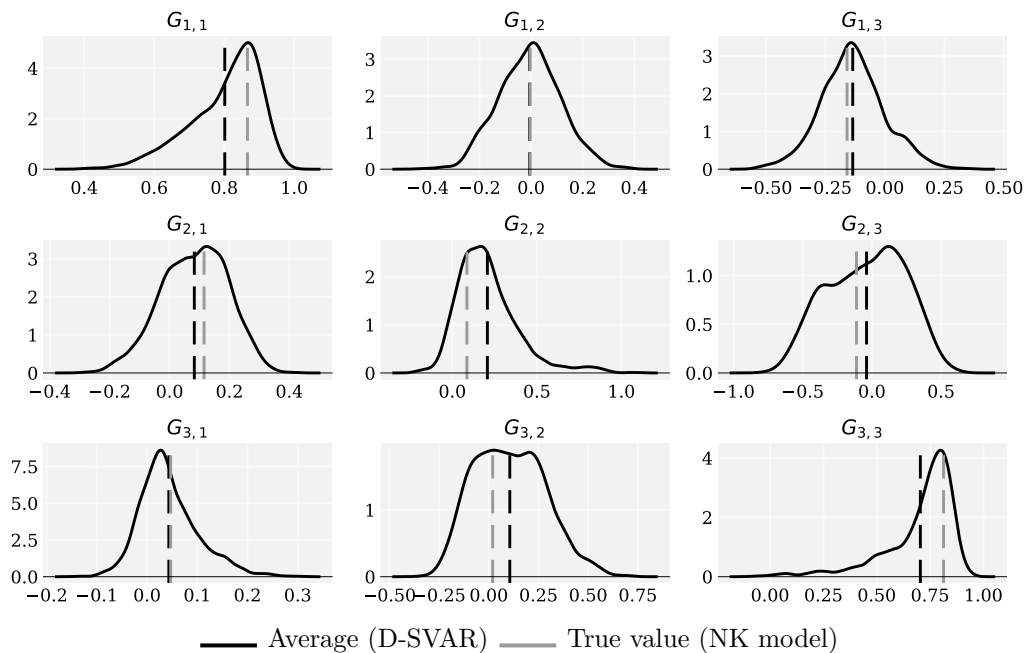 G1,1
G1,2
G1,3
4
2
0
0.4 0.6 0.8 1.0
3
2
1
0
−0.4 −0.2 0.0 0.2 0.4
3
2
1
0
−0.50 −0.25 0.00 0.25 0.50
G2,1
G2,2
G2,3
3
2
1
0
−0.4 −0.2 0.0 0.2 0.4
2
1
0
0.0 0.5 1.0
1.0
0.5
0.0
−1.0 −0.5 0.0 0.5
G3,1
G3,2
G3,3
7.5
5.0
2.5
0.0
−0.2 −0.1 0.0 0.1 0.2 0.3
1
0
−0.50 −0.25 0.00 0.25 0.50 0.75
4
2
0
0.00 0.25 0.50 0.75 1.00
Average (D-SVAR) True value (NK model)